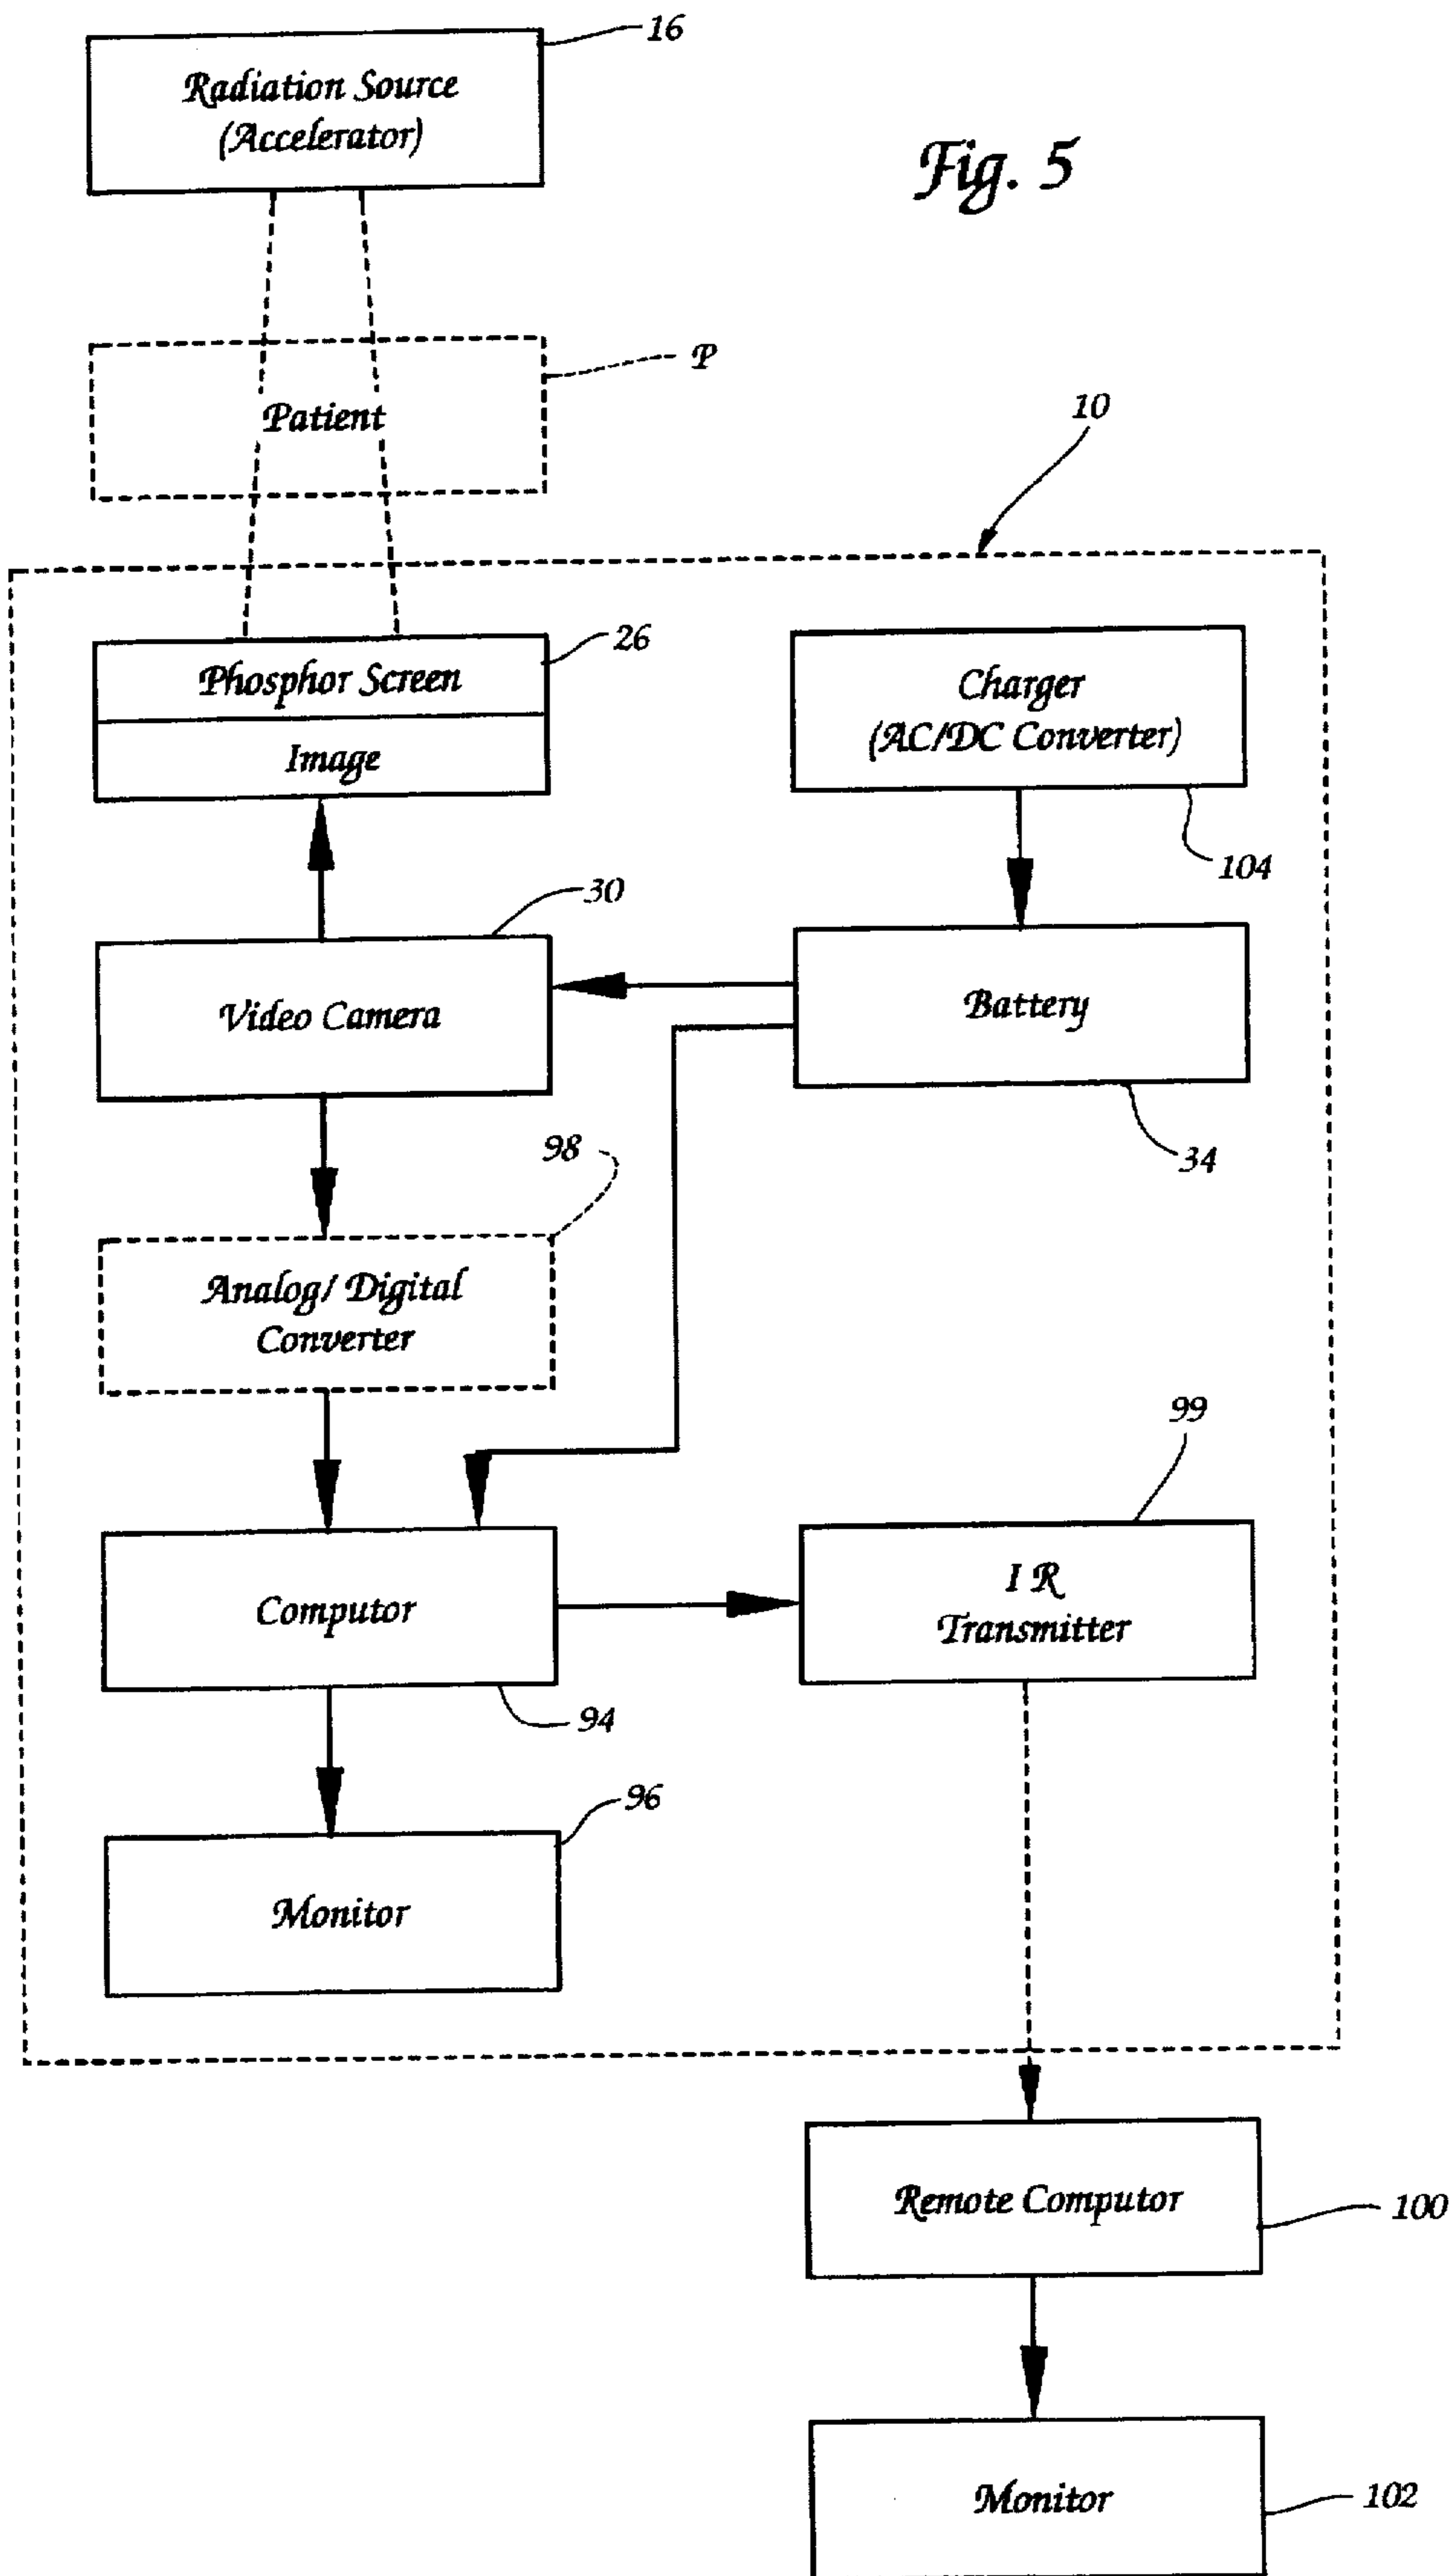 16
Radiation Source
(Accelerator)
Fig. 5
P
Patient
10
26
Phosphor Screen
Image
Charger
(AC/DC Converter)
104
30
Video Camera
Battery
34
98
Analog/ Digital
Converter
99
Computor
I R
Transmitter
94
96
Monitor
Remote Computor
100
Monitor
102